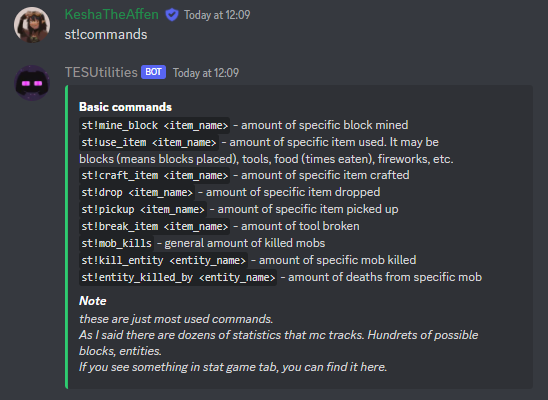 KeshaTheAffen Today at 12:09
st!commands
TESUtilities BOT Today at 12:09
Basic commands
st!mine_block <item_name> - amount of specific block mined
st!use_item <item_name> - amount of specific item used. It may be
blocks (means blocks placed), tools, food (times eaten), fireworks, etc.
st!craft_item <item_name> - amount of specific item crafted
st!drop <item_name> - amount of specific item dropped
st!pickup <item_name> - amount of specific item picked up
st!break_item <item_name> - amount of tool broken
st!mob_kills - general amount of killed mobs
st!kill_entity <entity_name> - amount of specific mob killed
st!entity_killed_by <entity_name> - amount of deaths from specific mob
Note
these are just most used commands.
As I said there are dozens of statistics that mc tracks. Hundrets of possible
blocks, entities.
If you see something in stat game tab, you can find it here.